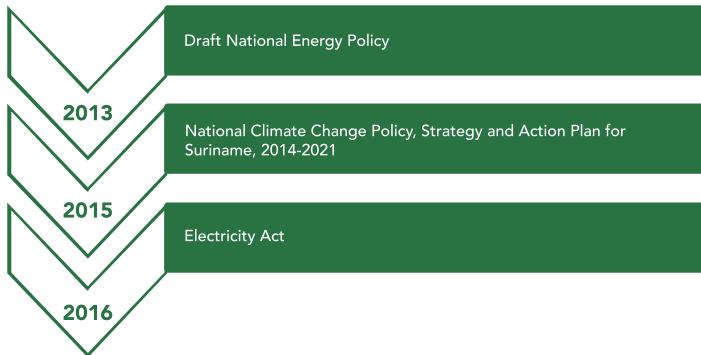 Draft National Energy Policy
2013
National Climate Change Policy, Strategy and Action Plan for
Suriname, 2014-2021
2015
Electricity Act
2016